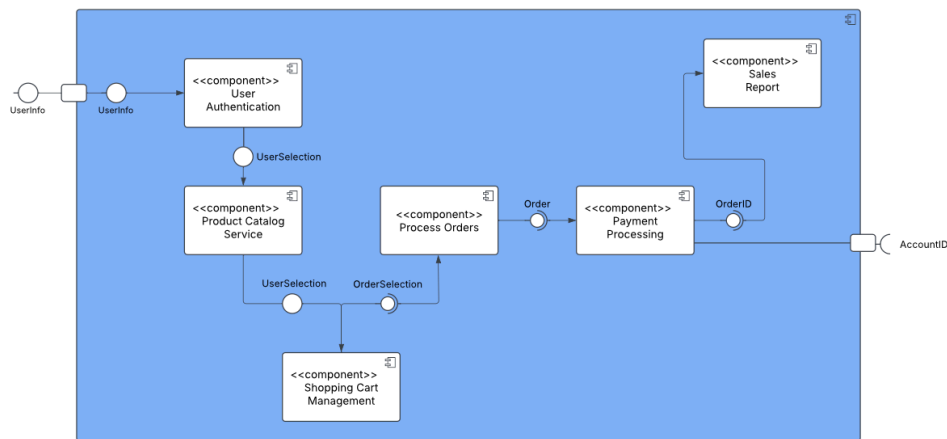 <<component>>
Sales
Report
<<component>>
User
Authentication
UserInfo
UserInfo
UserSelection
<<component>>
Product Catalog
Service
<<component>>
Process Orders
Order
<<component>>
Payment
Processing
OrderID
AccountID
UserSelection
OrderSelection
<<component>>
Shopping Cart
Management